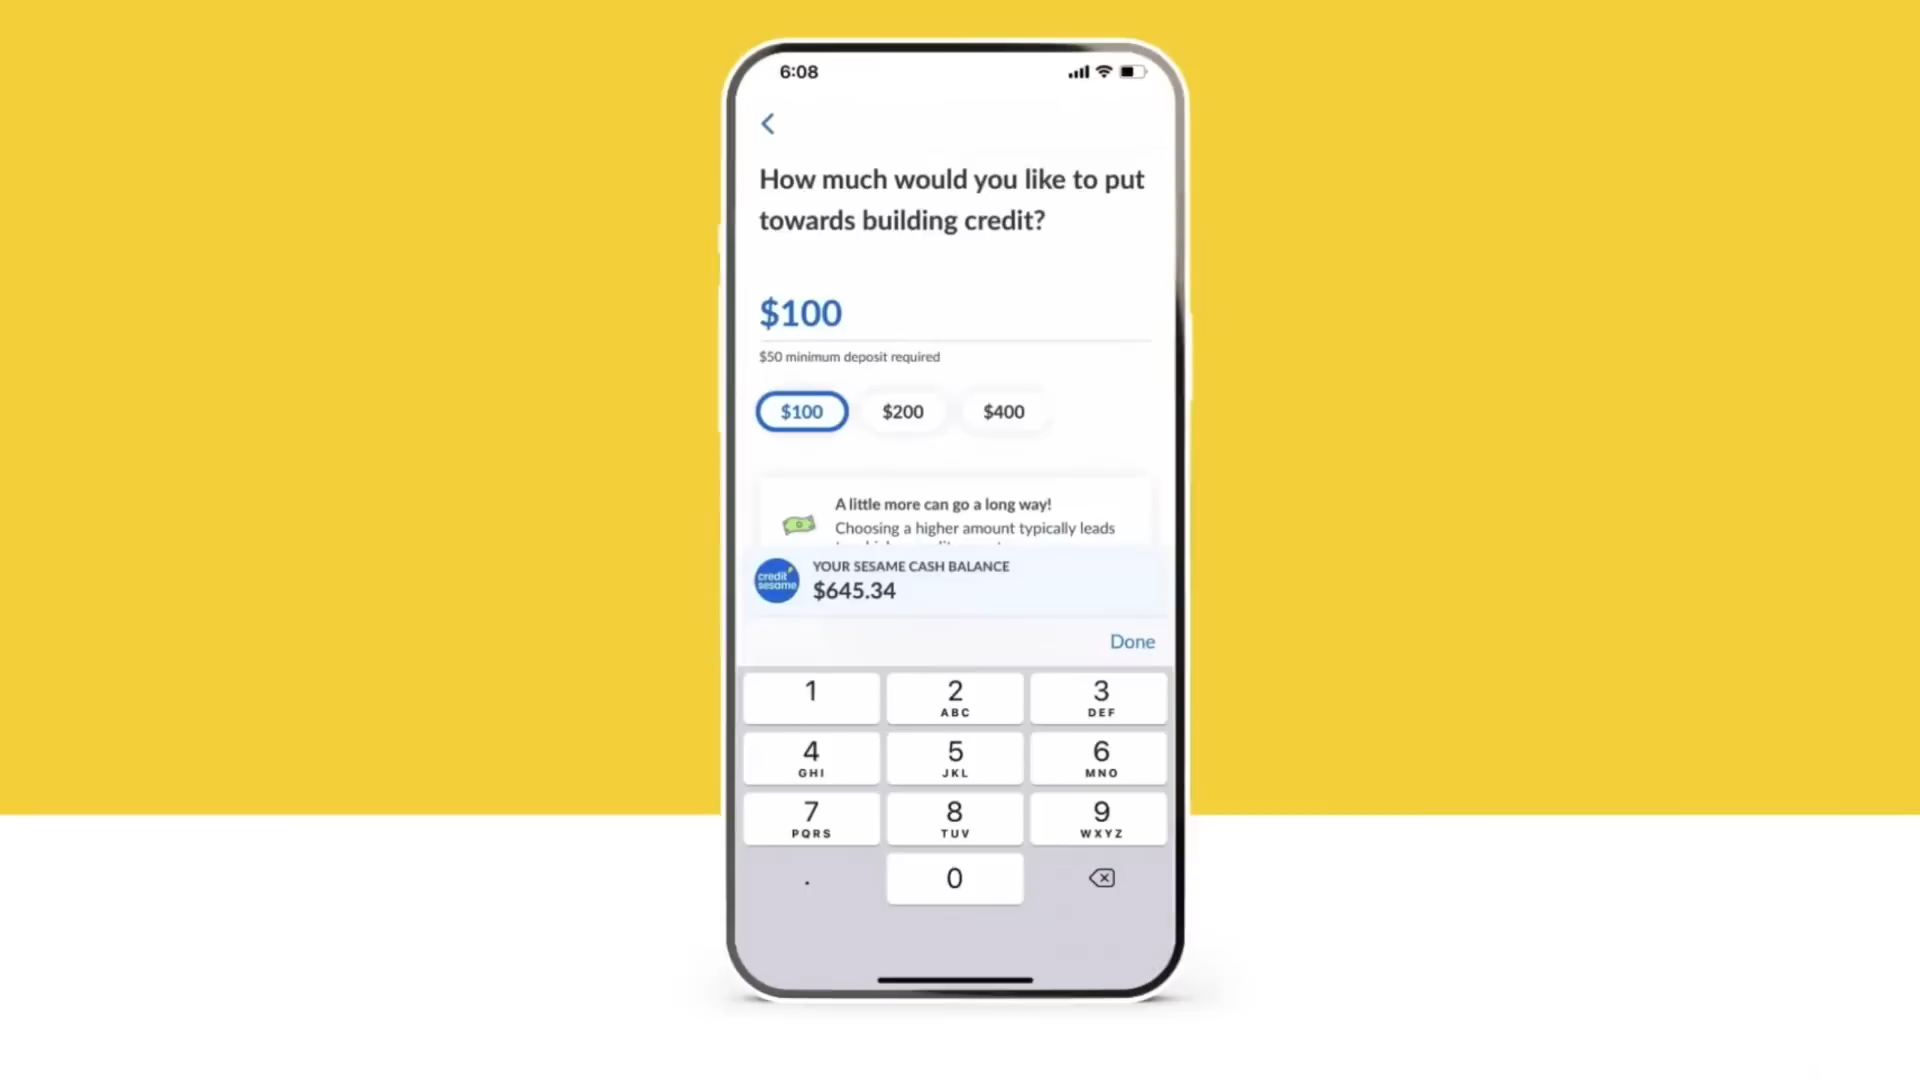 6:08
How much would you like to put
towards building credit?
$100
$50 minimum deposit required
$100 $200 $400
A little more can go a long way!
Choosing a higher amount typically leads
credit sesame
YOUR SESAME CASH BALANCE
$645.34
Done
1 2 3
ABC DEF
4 5 6
GHI JKL MNO
7 8 9
PQRS TUV WXYZ
. 0